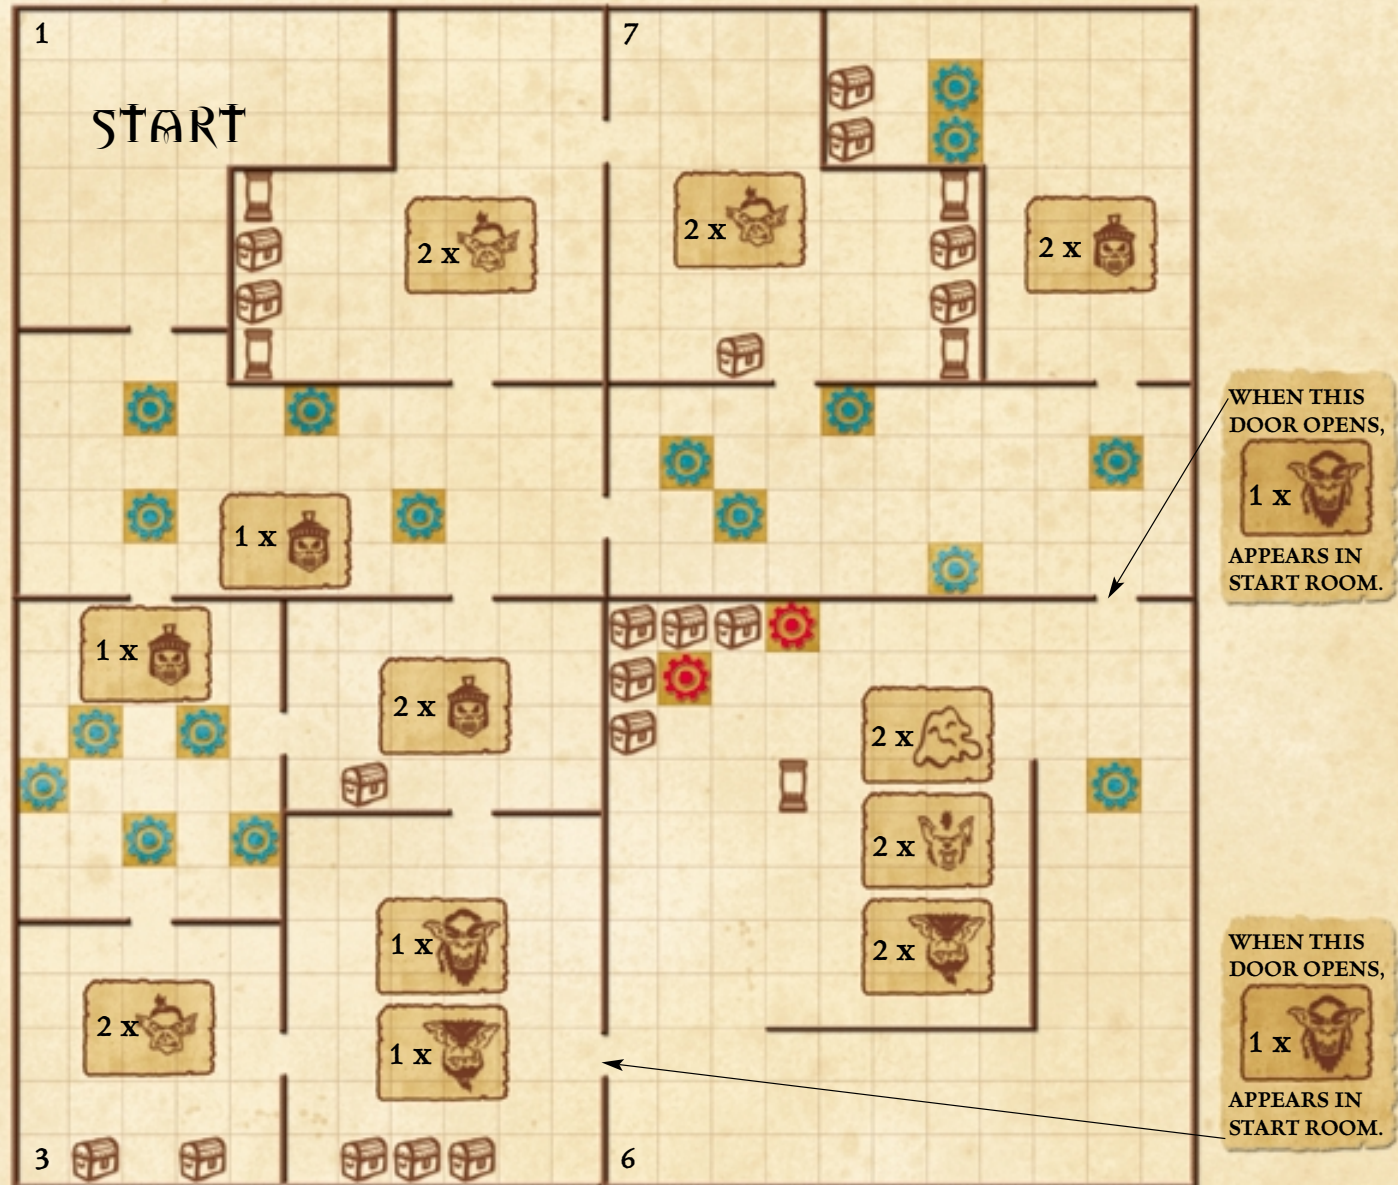 1
7
START
2 x
2 x
2 x
WHEN THIS
DOOR OPENS,
1 x
APPEARS IN
START ROOM.
1 x
1 x
2 x
2 x
2 x
1 x
2 x
2 x
1 x
WHEN THIS
DOOR OPENS,
1 x
APPEARS IN
START ROOM.
3
6